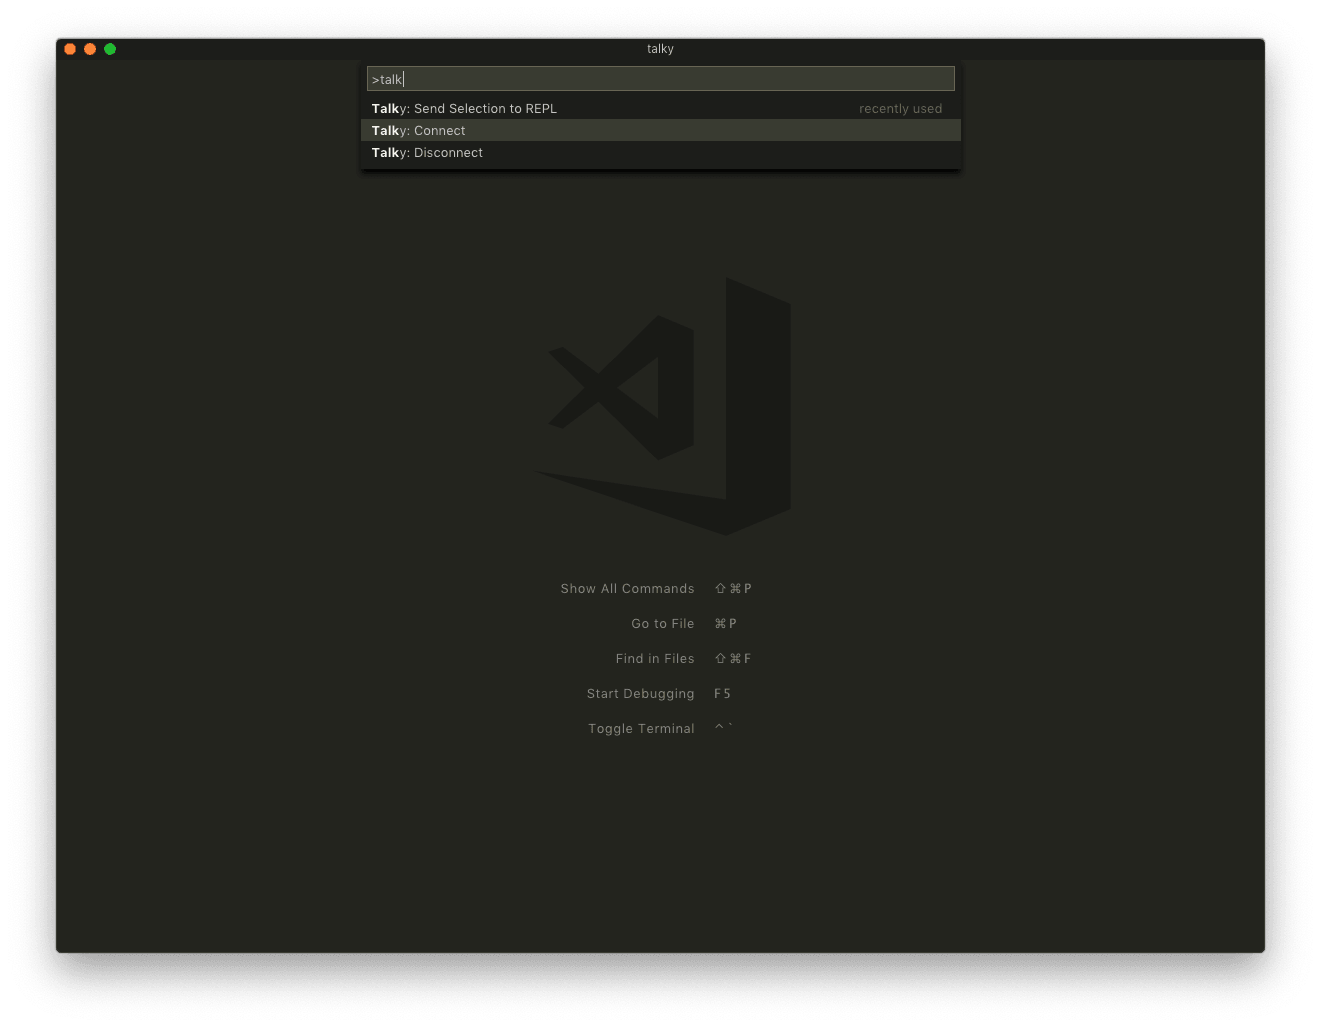 talky
>talk
Talky: Send Selection to REPL recently used
Talky: Connect
Talky: Disconnect
Show All Commands ⇧⌘P
Go to File ⌘P
Find in Files ⇧⌘F
Start Debugging F5
Toggle Terminal ^`